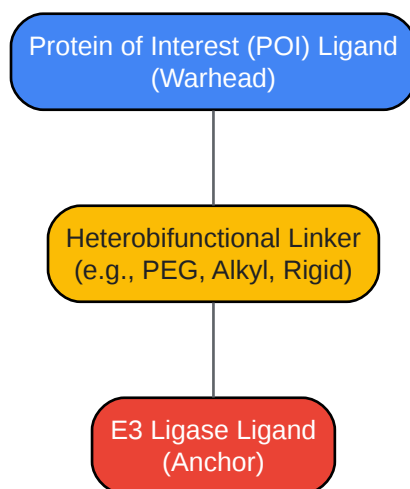 Protein of Interest (POI) Ligand
(Warhead)
Heterobifunctional Linker
(e.g., PEG, Alkyl, Rigid)
E3 Ligase Ligand
(Anchor)